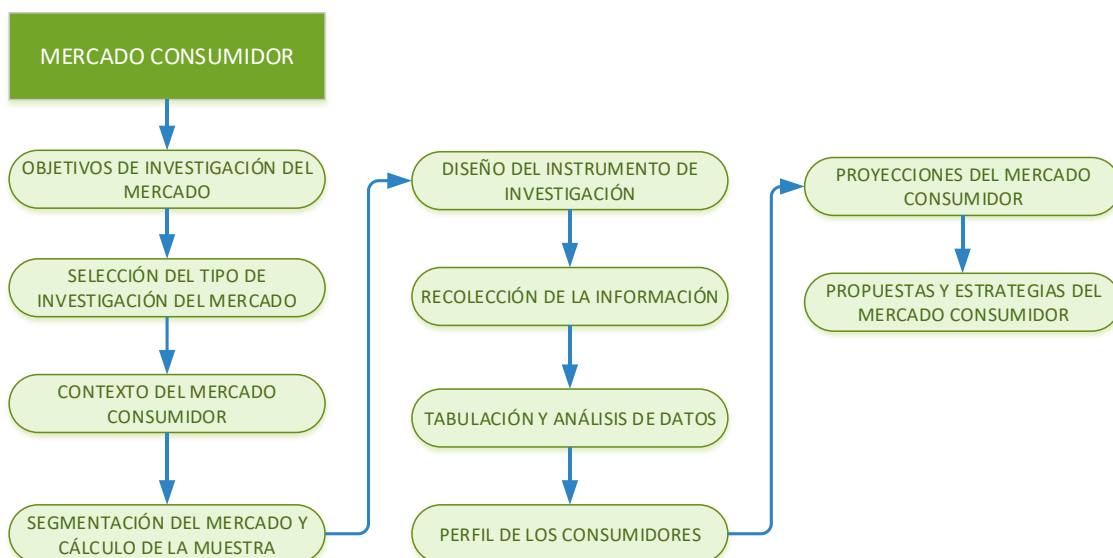 MERCADO CONSUMIDOR
OBJETIVOS DE INVESTIGACIÓN DEL
MERCADO
SELECCIÓN DEL TIPO DE
INVESTIGACIÓN DEL MERCADO
CONTEXTO DEL MERCADO
CONSUMIDOR
SEGMENTACIÓN DEL MERCADO Y
CÁLCULO DE LA MUESTRA
DISEÑO DEL INSTRUMENTO DE
INVESTIGACIÓN
RECOLECCIÓN DE LA INFORMACIÓN
TABULACIÓN Y ANÁLISIS DE DATOS
PERFIL DE LOS CONSUMIDORES
PROYECCIONES DEL MERCADO
CONSUMIDOR
PROPUESTAS Y ESTRATEGIAS DEL
MERCADO CONSUMIDOR